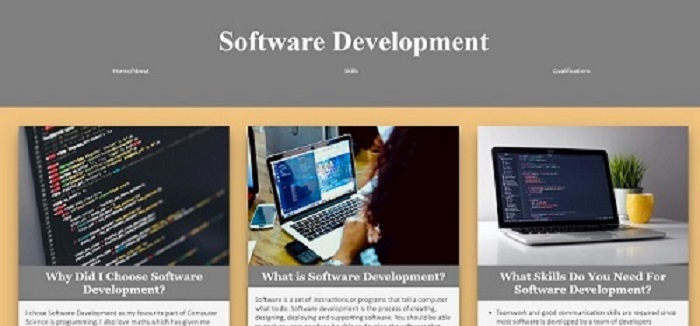 Software Development
Home/About
Skills
Qualifications
Why Did I Choose Software
Development?
I chose Software Development as my favourite part of Computer
Science is programming. I also love maths which has given me
What is Software Development?
Software is a set of instructions or programs that tell a computer
what to do. Software development is the process of creating,
designing, deploying and supporting software. You should be able
What Skills Do You Need For
Software Development?
Teamwork and good communication skills are required since
most software is developed by a team of developers